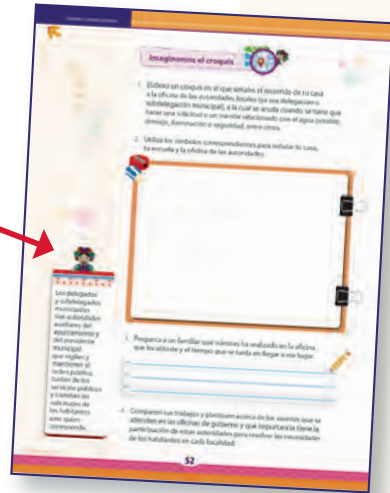 Imaginemos el croquis
1. Elabora un croquis en el que señales el recorrido de tu casa
a la oficina de las autoridades locales (ya sea delegación o
subdelegación municipal), a la cual se acuda cuando se tiene que
hacer una solicitud o un trámite relacionado con el agua potable,
drenaje, iluminación o seguridad, entre otros.
2. Utiliza los símbolos correspondientes para señalar tu casa,
tu escuela y la oficina de las autoridades.
Los delegados
y subdelegados
municipales
son autoridades
auxiliares del
ayuntamiento y
del presidente
municipal
que vigilan y
mantienen el
orden público,
cuidan de los
servicios públicos
y tramitan las
solicitudes de
los habitantes
ante quien
corresponda.
3. Pregunta a un familiar qué trámites ha realizado en la oficina
que localizaste y el tiempo que se tarda en llegar a ese lugar.
4. Comparen sus trabajos y platiquen acerca de los asuntos que se
atienden en las oficinas de gobierno y qué importancia tiene la
participación de estas autoridades para resolver las necesidades
de los habitantes en cada localidad.
52